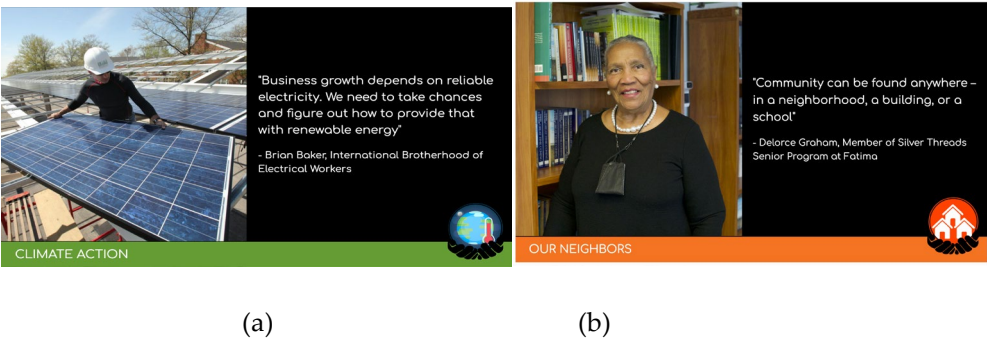 "Business growth depends on reliable
electricity. We need to take chances
and figure out how to provide that
with renewable energy"
- Brian Baker, International Brotherhood of
Electrical Workers
CLIMATE ACTION
"Community can be found anywhere –
in a neighborhood, a building, or a
school"
- Delorce Graham, Member of Silver Threads
Senior Program at Fatima
OUR NEIGHBORS
(a)
(b)